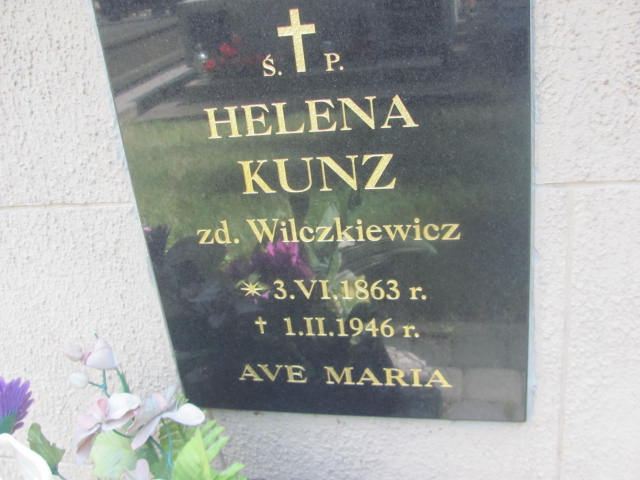 Ś. P.
HELENA
KUNZ
zd. Wilczkiewicz
* 3.VI.1863 r.
† 1.II.1946 r.
AVE MARIA